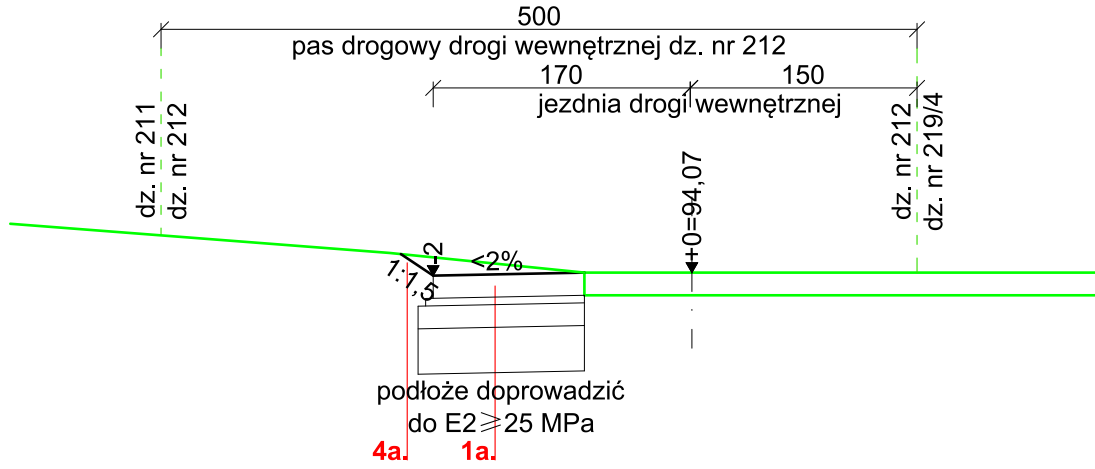 500
pas drogowy drogi wewnętrznej dz. nr 212
170
150
jezdnia drogi wewnętrznej
dz. nr 211
dz. nr 212
dz. nr 212
dz. nr 219/4
+0=94,07
-2
<2%
1:1,5
podłoże doprowadzić
do E2⩾25 MPa
4a.
1a.